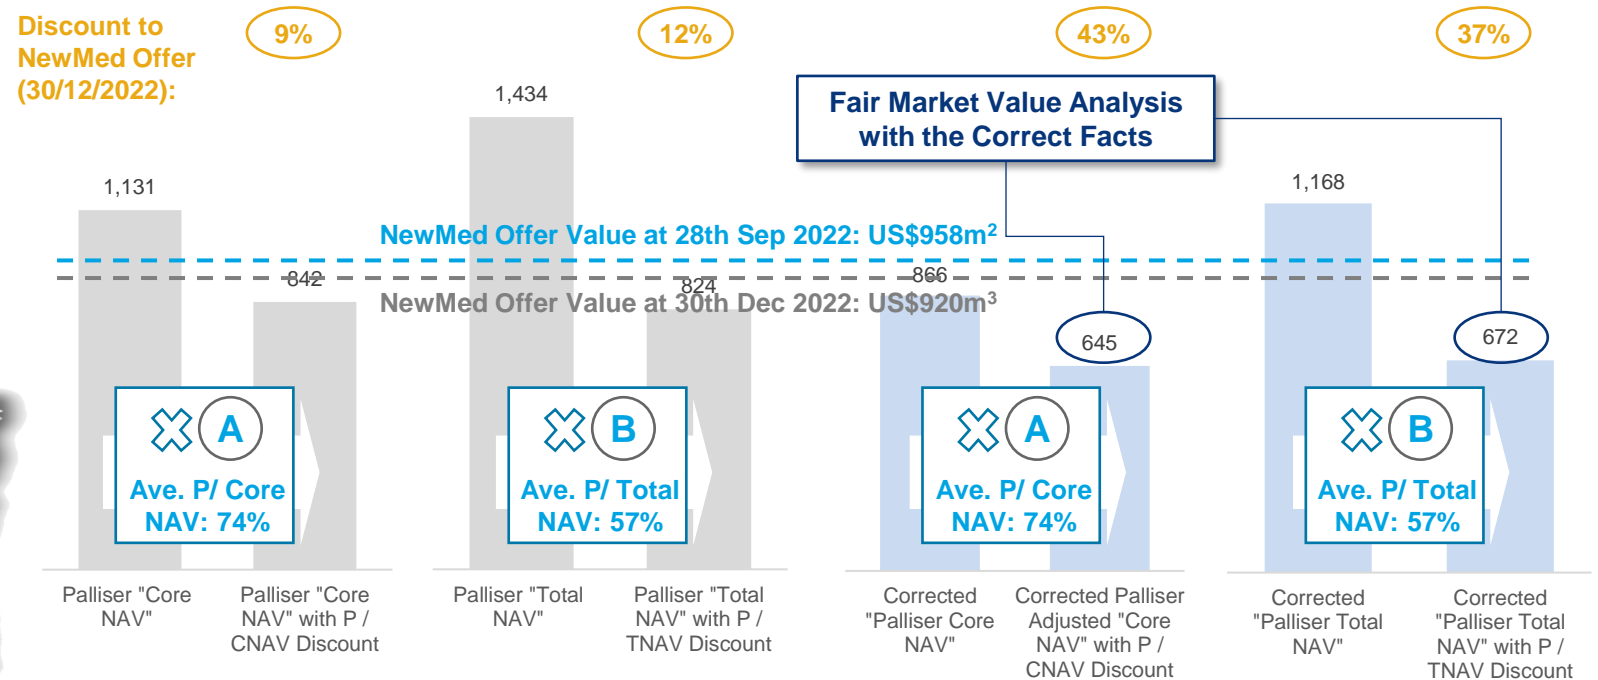 Discount to
NewMed Offer
(30/12/2022):
9%
12%
43%
37%
Fair Market Value Analysis
with the Correct Facts
1,131
842
1,434
824
866
645
1,168
672
NewMed Offer Value at 28th Sep 2022: US$958m²
NewMed Offer Value at 30th Dec 2022: US$920m³
A
Ave. P/ Core
NAV: 74%
B
Ave. P/ Total
NAV: 57%
A
Ave. P/ Core
NAV: 74%
B
Ave. P/ Total
NAV: 57%
Palliser "Core
NAV"
Palliser "Core
NAV" with P /
CNAV Discount
Palliser "Total
NAV"
Palliser "Total
NAV" with P /
TNAV Discount
Corrected
"Palliser Core
NAV"
Corrected Palliser
Adjusted "Core
NAV" with P /
CNAV Discount
Corrected
"Palliser Total
NAV"
Corrected
"Palliser Total
NAV" with P /
TNAV Discount